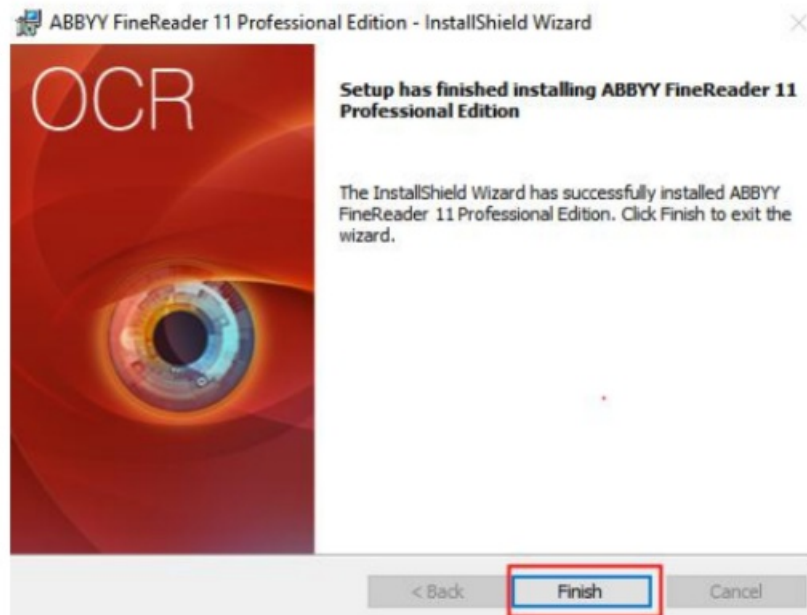 ABBYY FineReader 11 Professional Edition - InstallShield Wizard
OCR
Setup has finished installing ABBYY FineReader 11
Professional Edition
The InstallShield Wizard has successfully installed ABBYY
FineReader 11 Professional Edition. Click Finish to exit the
wizard.
< Back
Finish
Cancel